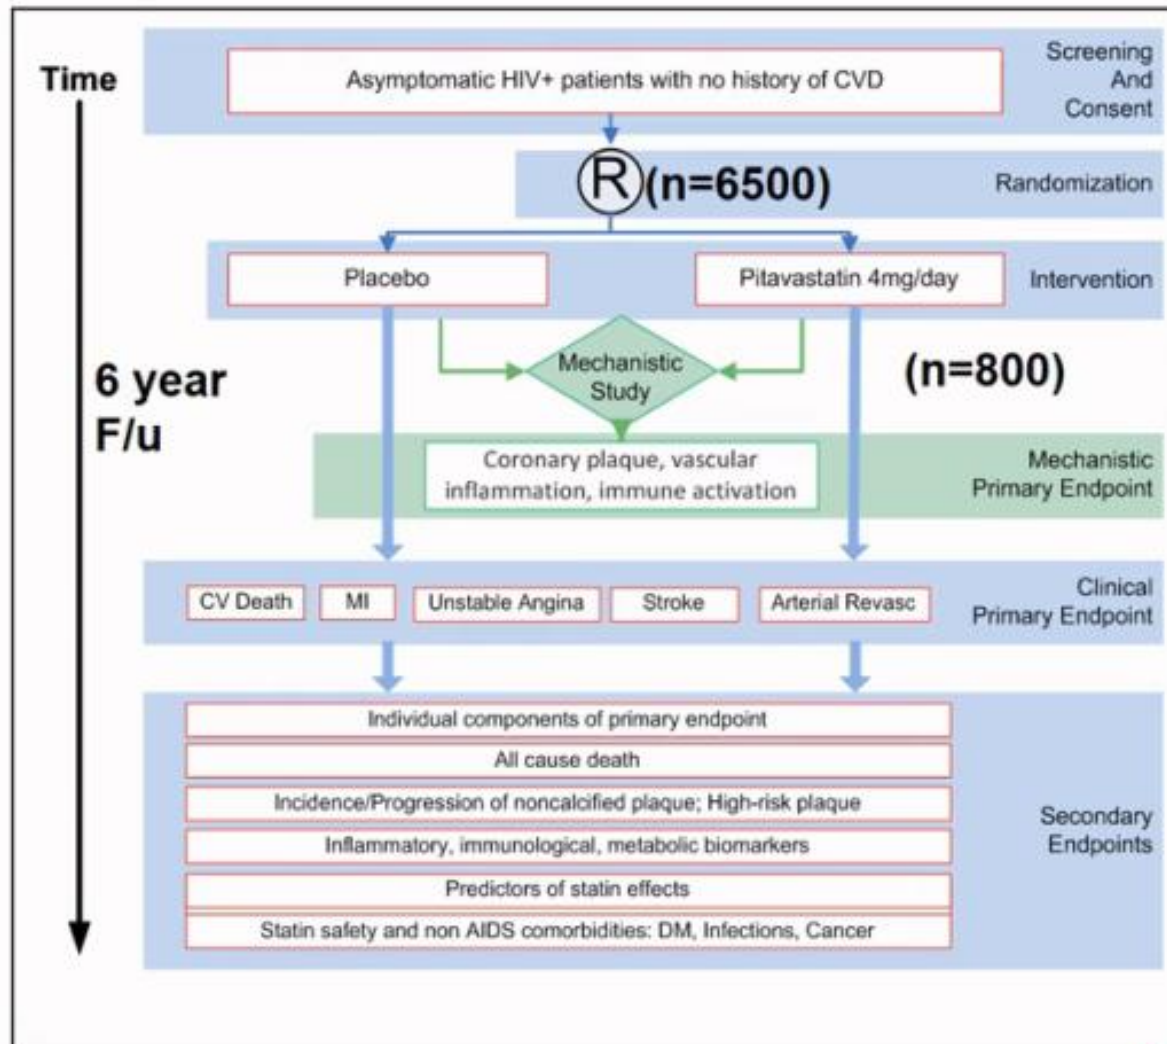 Time
Asymptomatic HIV+ patients with no history of CVD
Screening
And
Consent
R (n=6500)
Randomization
Placebo
Pitavastatin 4mg/day
Intervention
Mechanistic
Study
(n=800)
6 year
F/u
Coronary plaque, vascular
inflammation, immune activation
Mechanistic
Primary Endpoint
CV Death
MI
Unstable Angina
Stroke
Arterial Revasc
Clinical
Primary Endpoint
Individual components of primary endpoint
All cause death
Incidence/Progression of noncalcified plaque; High-risk plaque
Inflammatory, immunological, metabolic biomarkers
Predictors of statin effects
Statin safety and non AIDS comorbidities: DM, Infections, Cancer
Secondary
Endpoints